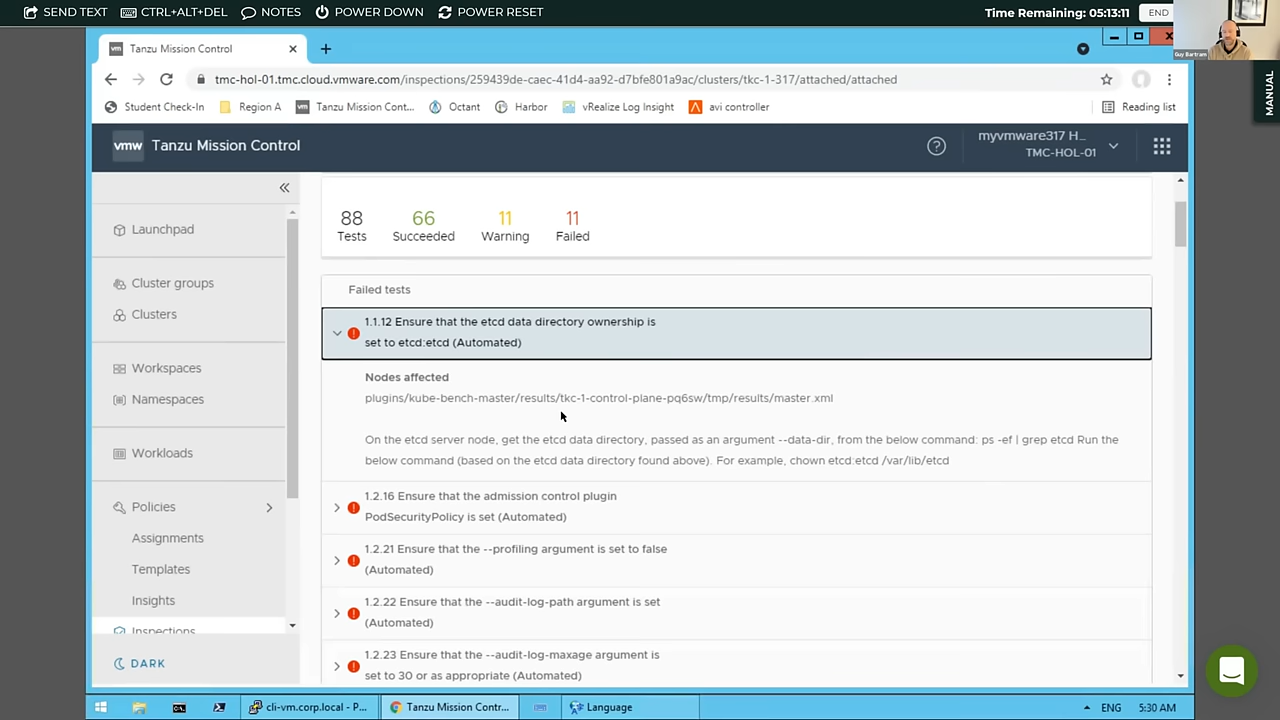 SEND TEXT
CTRL+ALT+DEL
NOTES
POWER DOWN
POWER RESET
Time Remaining: 05:13:11
END
Guy Bertram
MANUAL
vm Tanzu Mission Control
tmc-hol-01.tmc.cloud.vmware.com/inspections/259439de-caec-41d4-aa92-d7bfe801a9ac/clusters/tkc-1-317/attached/attached
Student Check-In
Region A
vm Tanzu Mission Cont...
Octant
Harbor
vRealize Log Insight
avi controller
Reading list
vmw Tanzu Mission Control
myvmware317 H...
TMC-HOL-01
Launchpad
Cluster groups
Clusters
Workspaces
Namespaces
Workloads
Policies
Assignments
Templates
Insights
Inspections
DARK
88 66 11 11
Tests Succeeded Warning Failed
Failed tests
1.1.12 Ensure that the etcd data directory ownership is
set to etcd:etcd (Automated)
Nodes affected
plugins/kube-bench-master/results/tkc-1-control-plane-pq6sw/tmp/results/master.xml
On the etcd server node, get the etcd data directory, passed as an argument --data-dir, from the below command: ps -ef | grep etcd Run the
below command (based on the etcd data directory found above). For example, chown etcd:etcd /var/lib/etcd
1.2.16 Ensure that the admission control plugin
PodSecurityPolicy is set (Automated)
1.2.21 Ensure that the --profiling argument is set to false
(Automated)
1.2.22 Ensure that the --audit-log-path argument is set
(Automated)
1.2.23 Ensure that the --audit-log-maxage argument is
set to 30 or as appropriate (Automated)
cli-vm.corp.local - P...
Tanzu Mission Contr...
Language
ENG
5:30 AM